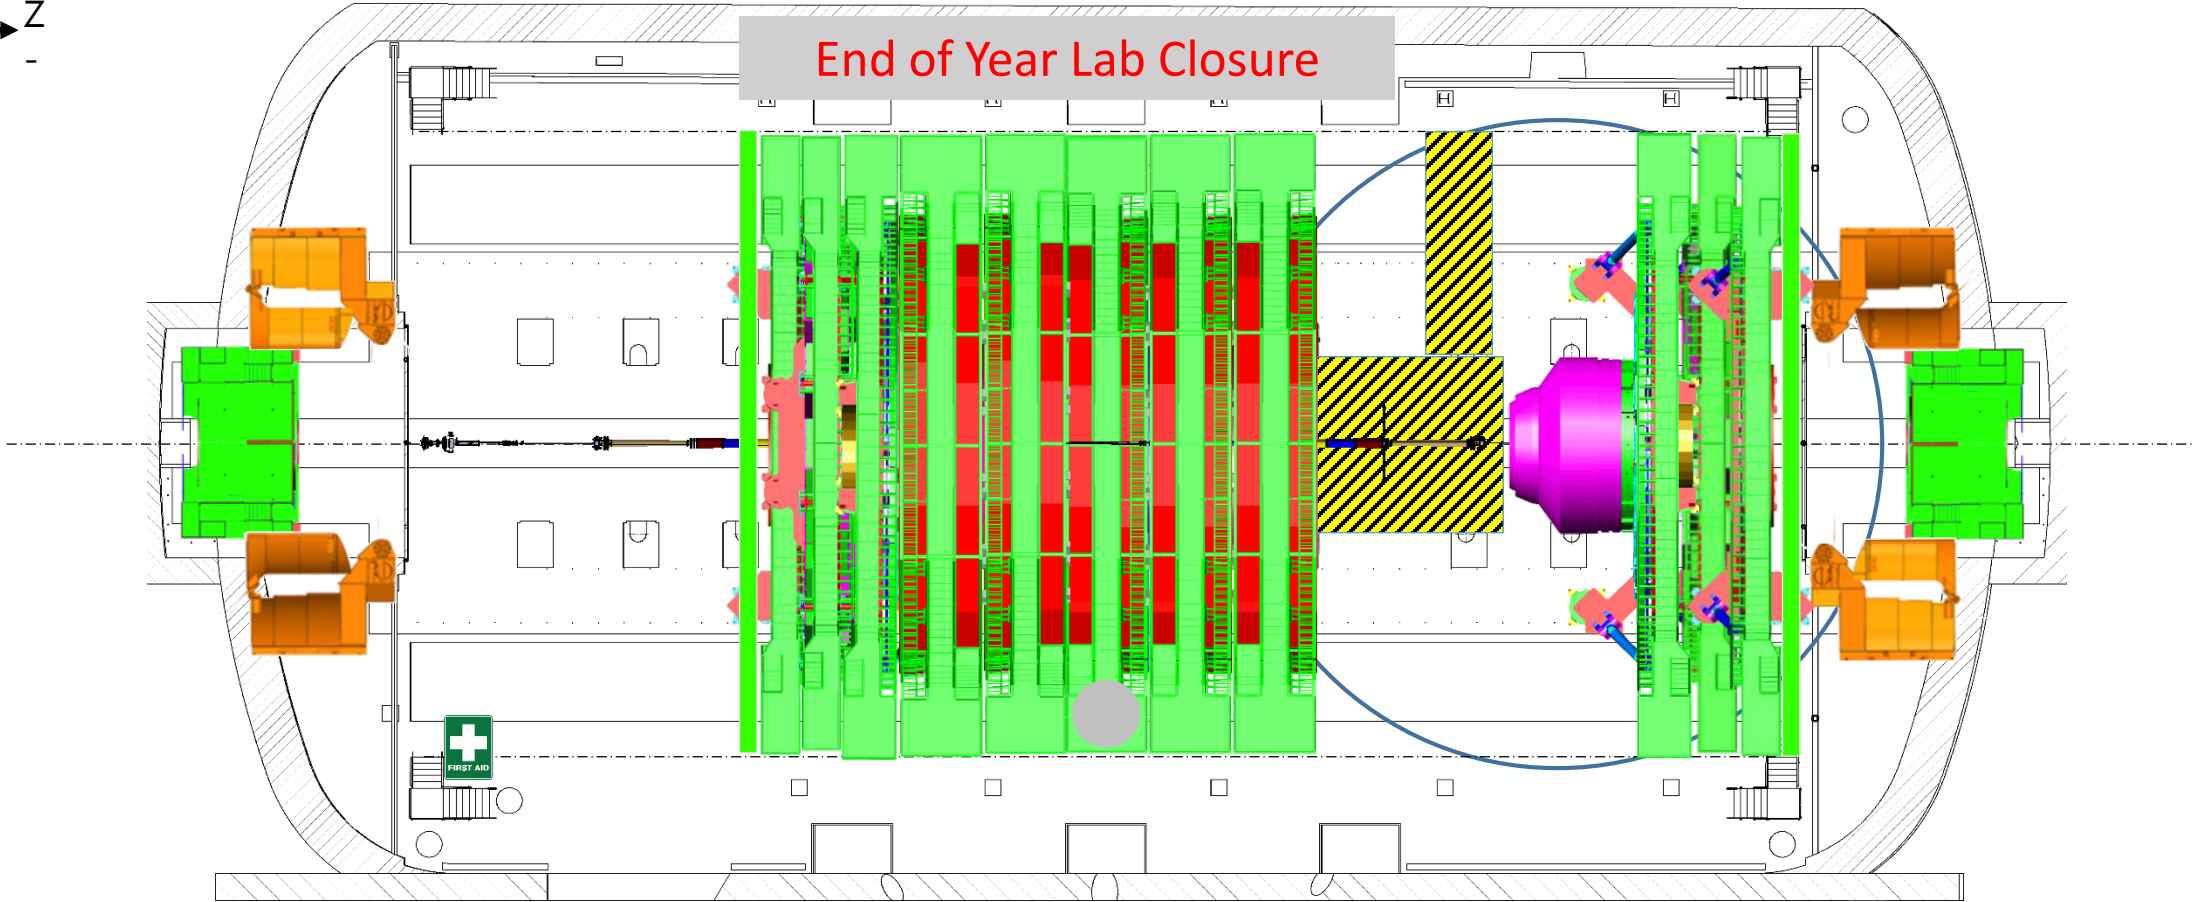 Z
-
End of Year Lab Closure
FIRST AID